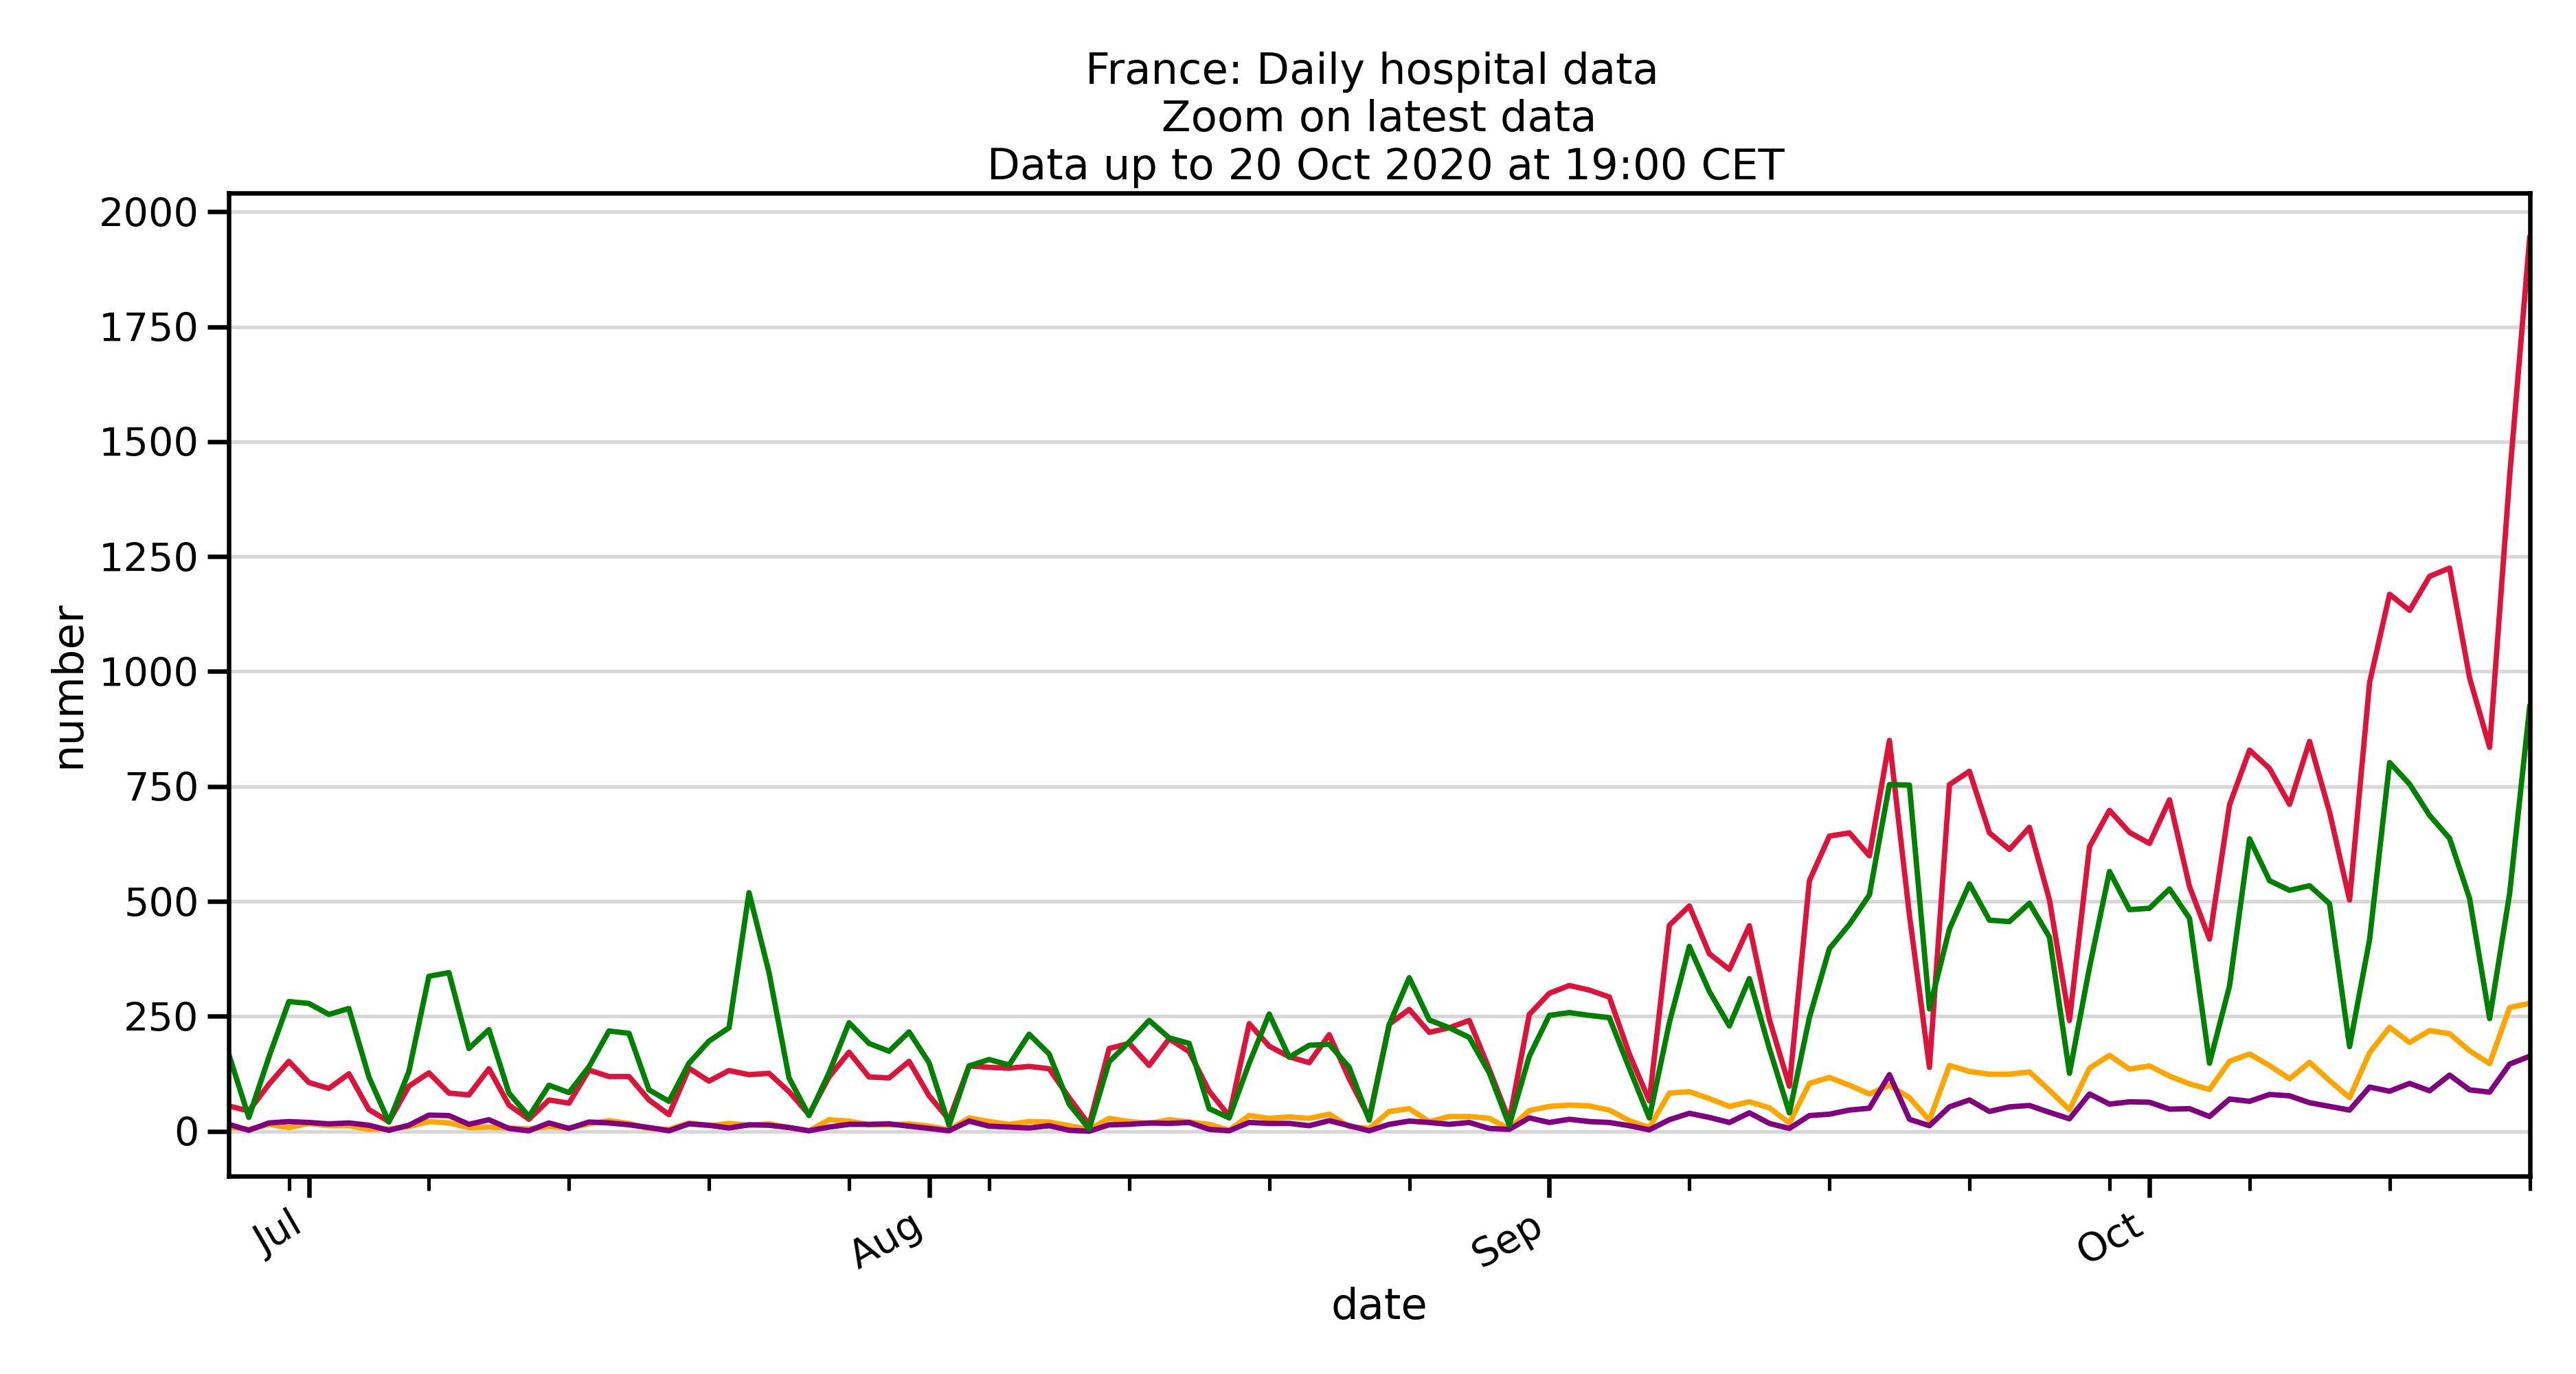 France: Daily hospital data
Zoom on latest data
Data up to 20 Oct 2020 at 19:00 CET
2000
1750
1500
1250
1000
750
500
250
0
number
Jul
Aug
Sep
Oct
date